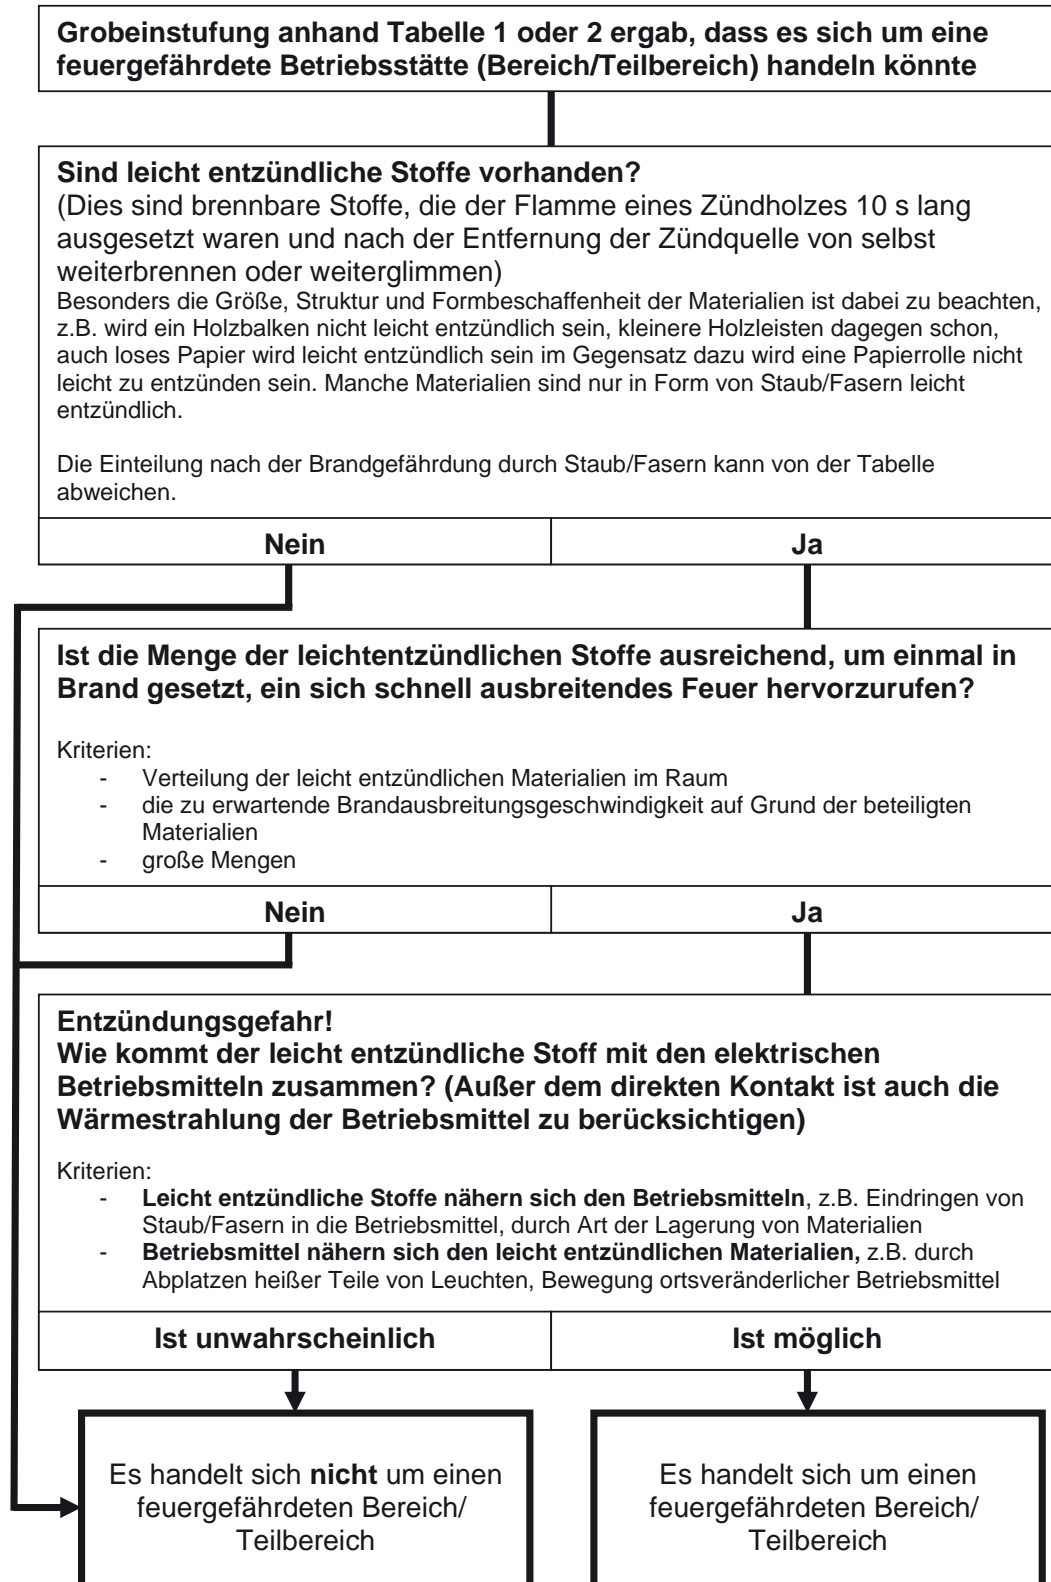 Grobeinstufung anhand Tabelle 1 oder 2 ergab, dass es sich um eine
feuergefährdete Betriebsstätte (Bereich/Teilbereich) handeln könnte
Sind leicht entzündliche Stoffe vorhanden?
(Dies sind brennbare Stoffe, die der Flamme eines Zündholzes 10 s lang
ausgesetzt waren und nach der Entfernung der Zündquelle von selbst
weiterbrennen oder weiterglimmen)
Besonders die Größe, Struktur und Formbeschaffenheit der Materialien ist dabei zu beachten,
z.B. wird ein Holzbalken nicht leicht entzündlich sein, kleinere Holzleisten dagegen schon,
auch loses Papier wird leicht entzündlich sein im Gegensatz dazu wird eine Papierrolle nicht
leicht zu entzünden sein. Manche Materialien sind nur in Form von Staub/Fasern leicht
entzündlich.
Die Einteilung nach der Brandgefährdung durch Staub/Fasern kann von der Tabelle
abweichen.
Nein Ja
Ist die Menge der leichtentzündlichen Stoffe ausreichend, um einmal in
Brand gesetzt, ein sich schnell ausbreitendes Feuer hervorzurufen?
Kriterien:
- Verteilung der leicht entzündlichen Materialien im Raum
- die zu erwartende Brandausbreitungsgeschwindigkeit auf Grund der beteiligten
Materialien
- große Mengen
Nein Ja
Entzündungsgefahr!
Wie kommt der leicht entzündliche Stoff mit den elektrischen
Betriebsmitteln zusammen? (Außer dem direkten Kontakt ist auch die
Wärmestrahlung der Betriebsmittel zu berücksichtigen)
Kriterien:
- Leicht entzündliche Stoffe nähern sich den Betriebsmitteln, z.B. Eindringen von
Staub/Fasern in die Betriebsmittel, durch Art der Lagerung von Materialien
- Betriebsmittel nähern sich den leicht entzündlichen Materialien, z.B. durch
Abplatzen heißer Teile von Leuchten, Bewegung ortsveränderlicher Betriebsmittel
Ist unwahrscheinlich Ist möglich
Es handelt sich nicht um einen
feuergefährdeten Bereich/
Teilbereich
Es handelt sich um einen
feuergefährdeten Bereich/
Teilbereich